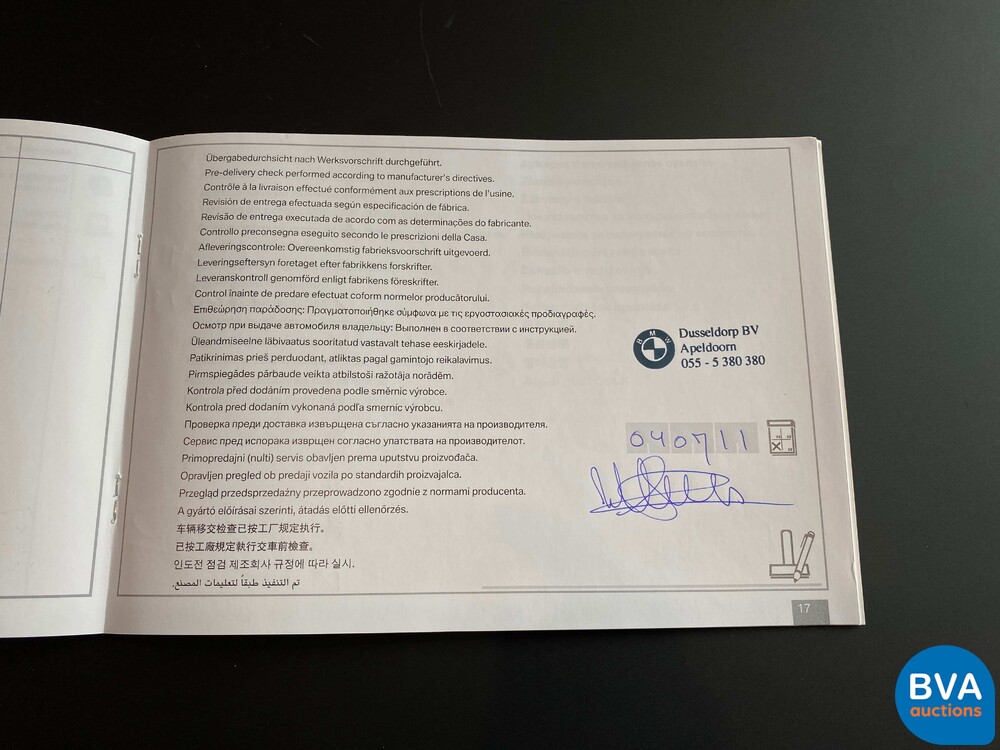 Übergabedurchsicht nach Werksvorschrift durchgeführt.
Pre-delivery check performed according to manufacturer's directives.
Contrôle à la livraison effectué conformément aux prescriptions de l'usine.
Revisión de entrega efectuada según especificación de fábrica.
Revisão de entrega executada de acordo com as determinações do fabricante.
Controllo preconsegna eseguito secondo le prescrizioni della Casa.
Afleveringscontrole: Overeenkomstig fabrieksvoorschrift uitgevoerd.
Leveringseftersyn foretaget efter fabrikkens forskrifter.
Leveranskontroll genomförd enligt fabrikens föreskrifter.
Control înainte de predare efectuat coform normelor producătorului.
Επιθεώρηση παράδοσης: Πραγματοποιήθηκε σύμφωνα με τις εργοστασιακές προδιαγραφές.
Осмотр при выдаче автомобиля владельцу: Выполнен в соответствии с инструкцией.
Üleandmiseelne läbivaatus sooritatud vastavalt tehase eeskirjadele.
Patikrinimas prieš perduodant, atliktas pagal gamintojo reikalavimus.
Pirmspiegādes pārbaude veikta atbilstoši ražotāja norādēm.
Kontrola před dodáním provedena podle směrnic výrobce.
Kontrola pred dodaním vykonaná podľa smerníc výrobcu.
Проверка преди доставка извършена съгласно указанията на производителя.
Сервис пред испорака изврщен согласно упатствата на производителот.
Primopredajni (nulti) servis obavljen prema uputstvu proizvođača.
Opravljen pregled ob predaji vozila po standardih proizvajalca.
Przegląd przedsprzedażny przeprowadzono zgodnie z normami producenta.
A gyártó előírásai szerinti, átadás előtti ellenőrzés.
车辆移交检查已按工厂规定执行。
已按工廠規定執行交車前檢查。
인도전 점검 제조회사 규정에 따라 실시.
تم التنفيذ طبقاً لتعليمات المصنع.
BMW
Dusseldorp BV
Apeldoorn
055 - 5 380 380
040711
17
BVA
auctions